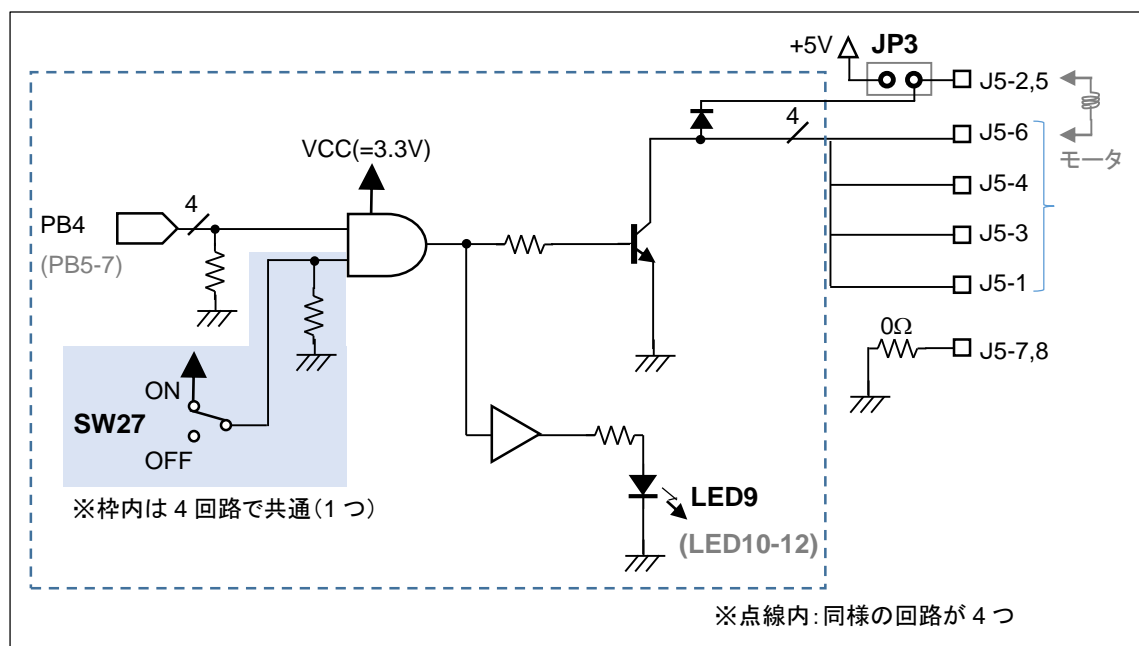 +5V
JP3
J5-2,5
4
J5-6
モータ
VCC(=3.3V)
J5-4
PB4
4
(PB5-7)
J5-3
J5-1
0Ω
J5-7,8
ON
SW27
OFF
※枠内は 4 回路で共通(1 つ)
LED9
(LED10-12)
※点線内:同様の回路が 4 つ